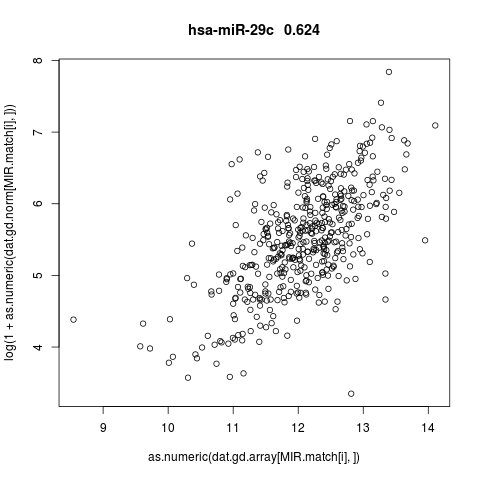 hsa-miR-29c 0.624
log(1 + as.numeric(dat.gd.norm[MIR.match[i], ]))
8
7
6
5
4
9 10 11 12 13 14
as.numeric(dat.gd.array[MIR.match[i], ])